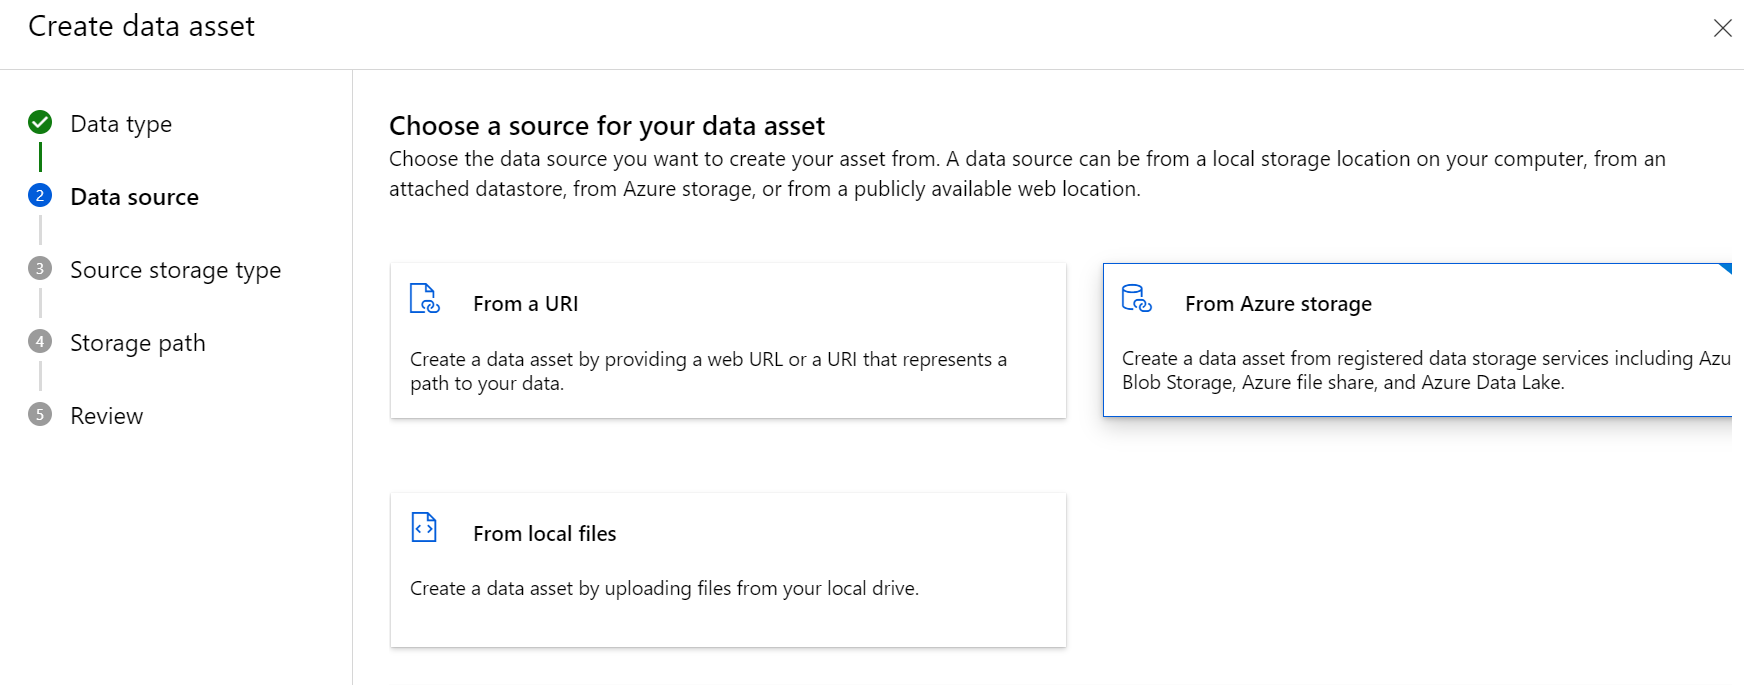 Create data asset
Data type
2
Data source
3
Source storage type
4
Storage path
5
Review
Choose a source for your data asset
Choose the data source you want to create your asset from. A data source can be from a local storage location on your computer, from an
attached datastore, from Azure storage, or from a publicly available web location.
From a URI
Create a data asset by providing a web URL or a URI that represents a
path to your data.
From Azure storage
Create a data asset from registered data storage services including Azu
Blob Storage, Azure file share, and Azure Data Lake.
From local files
Create a data asset by uploading files from your local drive.